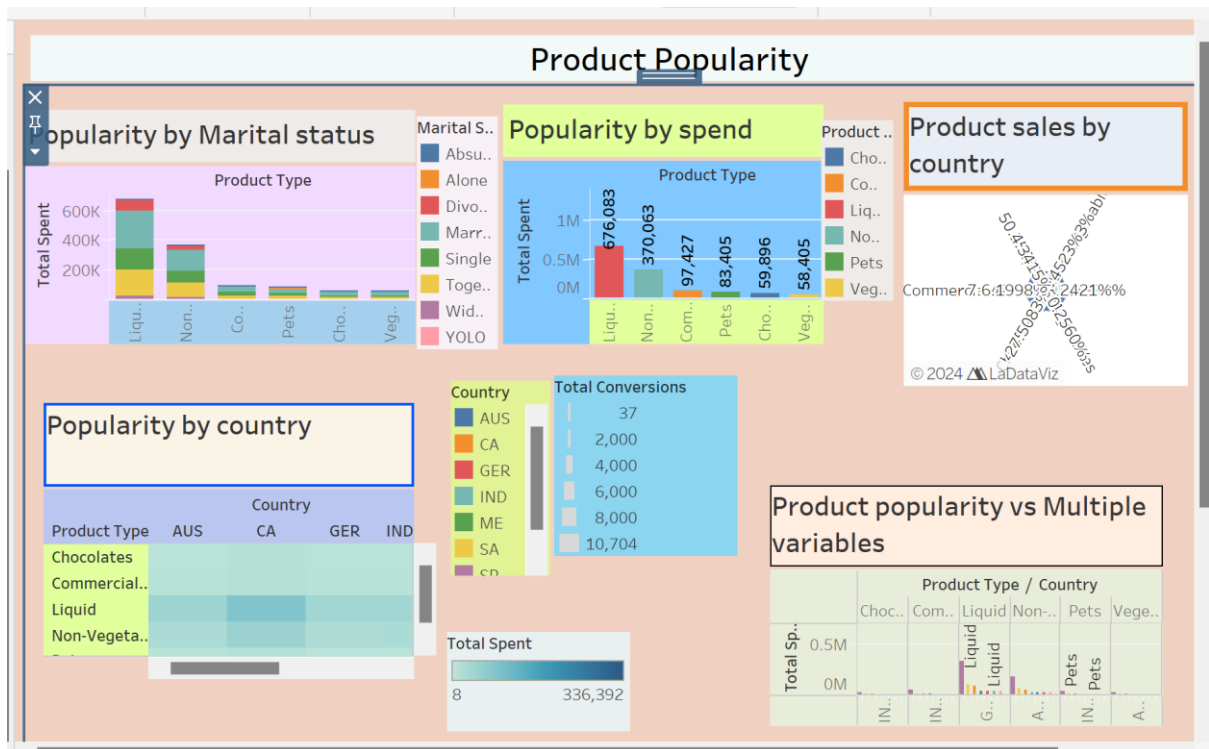 Product Popularity
Popularity by Marital status
Product Type
Total Spent
600K
400K
200K
Liqu..
Non..
Co..
Pets
Cho..
Veg..
Marital S..
Absu..
Alone
Divo..
Marr..
Single
Toge..
Wid..
YOLO
Popularity by spend
Product Type
Total Spent
1M
0.5M
0M
676,083
370,063
97,427
83,405
59,896
58,405
Liqu..
Non..
Com..
Pets
Cho..
Veg..
Product ..
Cho..
Co..
Liq..
No..
Pets
Veg..
Product sales by
country
© 2024 LaDataViz
Popularity by country
Country
Product Type AUS CA GER IND
Chocolates
Commercial..
Liquid
Non-Vegeta..
Country
AUS
CA
GER
IND
ME
SA
SP
Total Conversions
37
2,000
4,000
6,000
8,000
10,704
Total Spent
8 336,392
Product popularity vs Multiple
variables
Product Type / Country
Choc.. Com.. Liquid Non-.. Pets Vege..
Total Sp..
0.5M
0M
Liquid
Liquid
Pets
Pets
IN..
IN..
G..
A..
IN..
A..